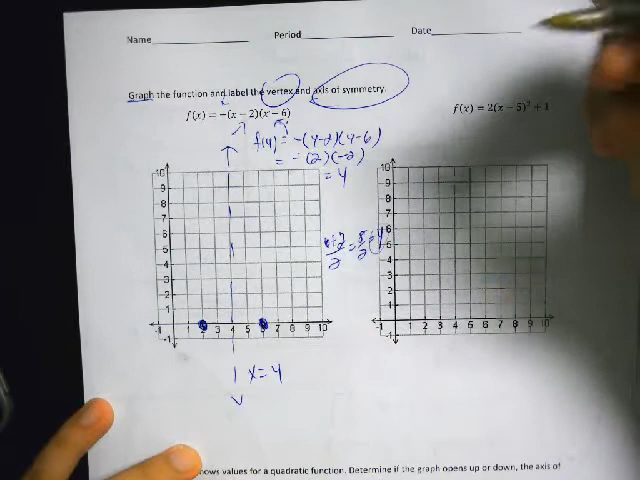 Name Period Date
Graph the function and label the vertex and axis of symmetry.
f(x) = −(x − 2)(x − 6)
f(4) = -(4-2)(4-6)
= -(2)(-2)
= 4
10
9
8
7
6
5
4
3
2
1
-1 1 2 3 4 5 6 7 8 9 10
-1
x = 4
6+2/2 = 8/2 = 4
f(x) = 2(x − 5)² + 1
10
9
8
7
6
5
4
3
2
1
-1 1 2 3 4 5 6 7 8 9 10
-1
hows values for a quadratic function. Determine if the graph opens up or down, the axis of